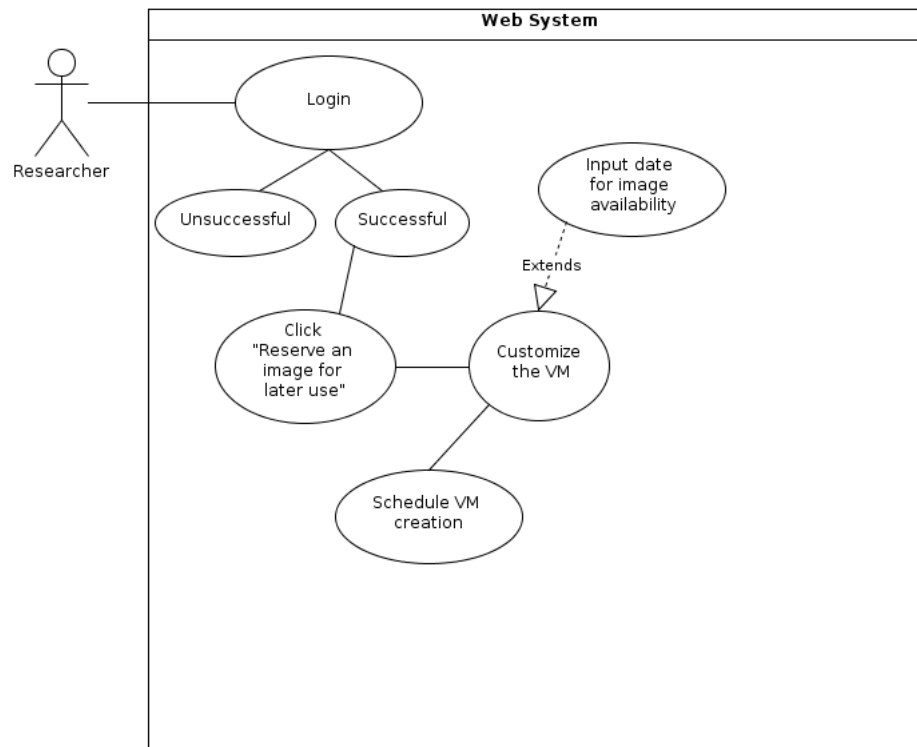 Web System
Researcher
Login
Unsuccessful
Successful
Input date
for image
availability
Extends
Click
"Reserve an
image for
later use"
Customize
the VM
Schedule VM
creation